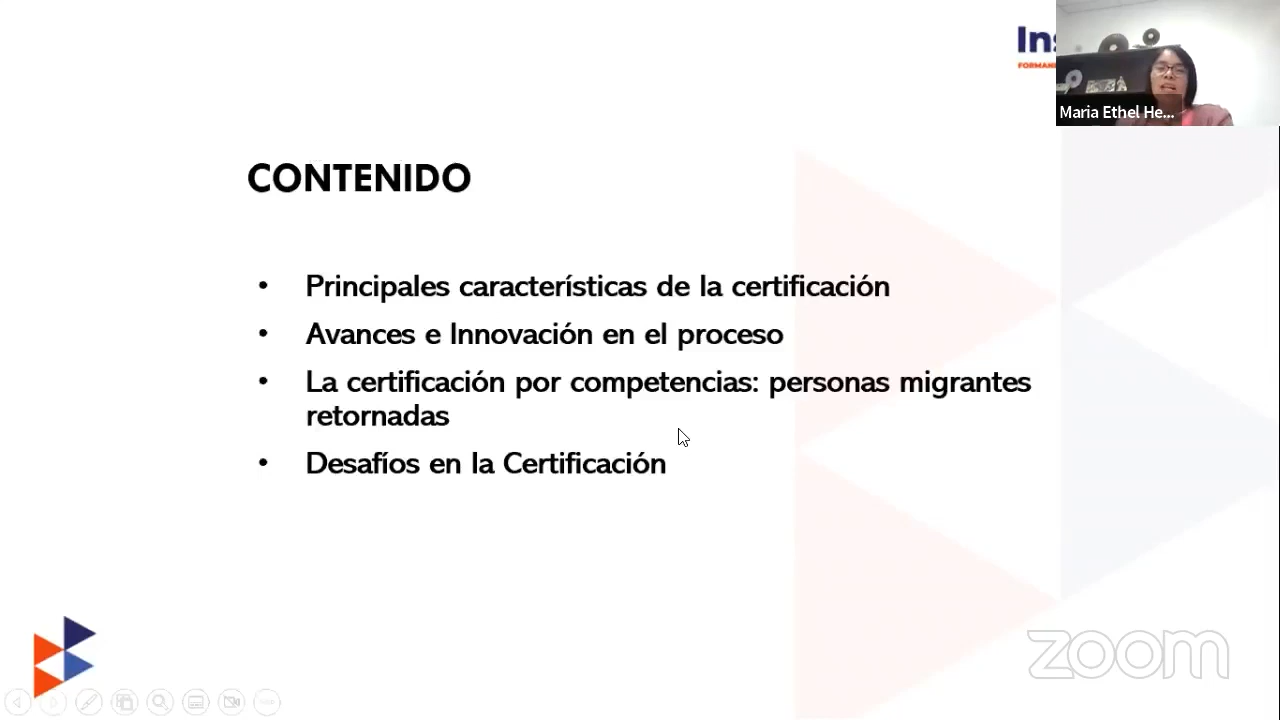 CONTENIDO
• Principales características de la certificación
• Avances e Innovación en el proceso
• La certificación por competencias: personas migrantes
retornadas
• Desafíos en la Certificación
Maria Ethel He...
zoom